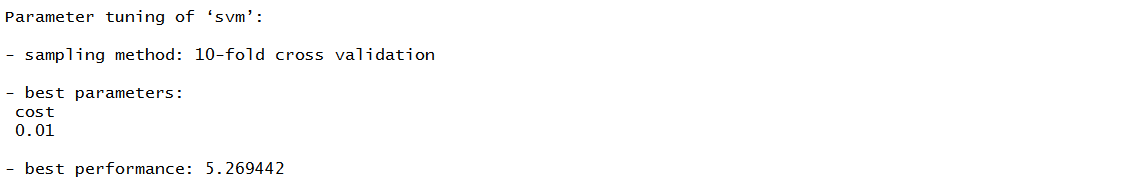 Parameter tuning of ‘svm’:
- sampling method: 10-fold cross validation
- best parameters:
cost
0.01
- best performance: 5.269442